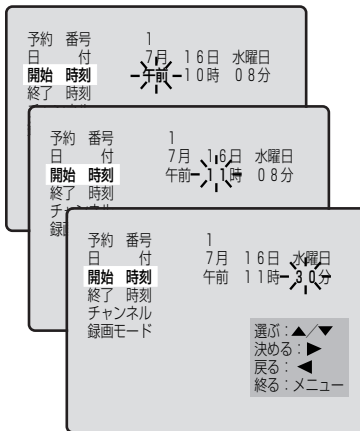 予約 番号 1
日 付 7月 16日 水曜日
開始 時刻 午前 10時 08分
終了 時刻
予約 番号 1
日 付 7月 16日 水曜日
開始 時刻 午前 11時 08分
終了 時刻
チャンネル
予約 番号 1
日 付 7月 16日 水曜日
開始 時刻 午前 11時 30分
終了 時刻
チャンネル
録画モード
選ぶ：▲／▼
決める：▶
戻る：◀
終る：メニュー